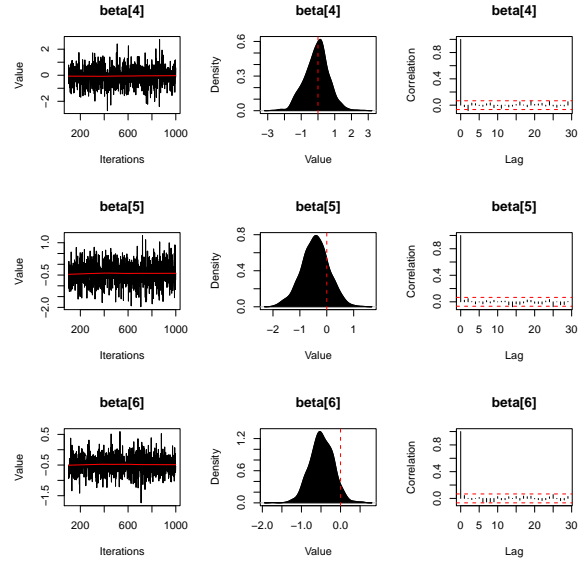 beta[4] beta[4] beta[4]
Value
−2 0 2
200 600 1000
Iterations
Density
0.0 0.3 0.6
−3 −1 0 1 2 3
Value
Correlation
0.0 0.4 0.8
0 5 10 20 30
Lag
beta[5] beta[5] beta[5]
Value
−2.0 −0.5 1.0
200 600 1000
Iterations
Density
0.0 0.4 0.8
−2 −1 0 1
Value
Correlation
0.0 0.4 0.8
0 5 10 20 30
Lag
beta[6] beta[6] beta[6]
Value
−1.5 −0.5 0.5
200 600 1000
Iterations
Density
0.0 0.6 1.2
−2.0 −1.0 0.0
Value
Correlation
0.0 0.4 0.8
0 5 10 20 30
Lag